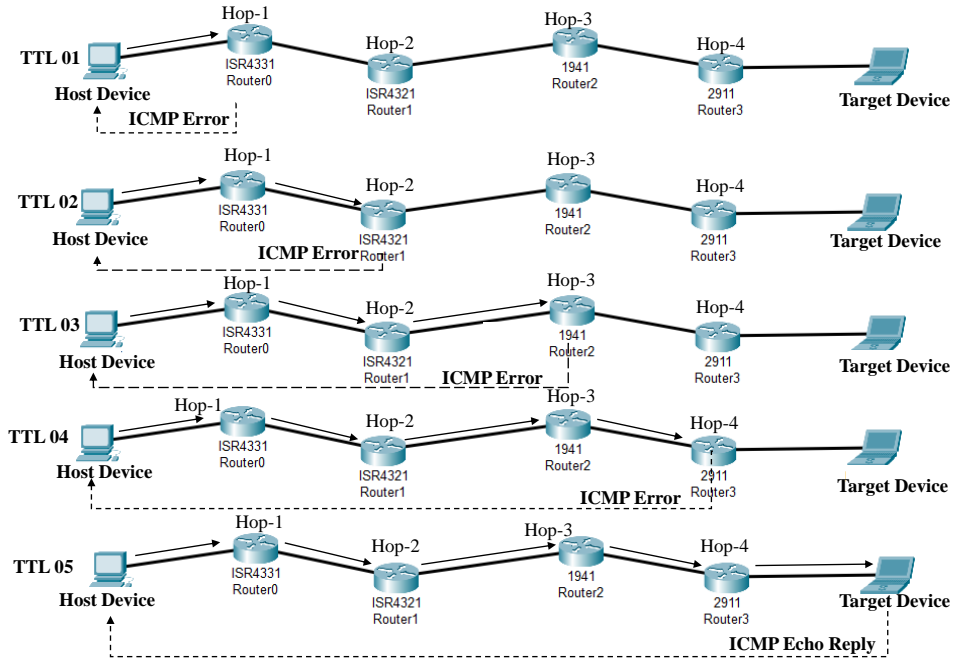 Hop-1
Hop-2
Hop-3
Hop-4
TTL 01
ISR4331
Router0
ISR4321
Router1
1941
Router2
2911
Router3
Host Device
Target Device
ICMP Error
Hop-1
Hop-2
Hop-3
Hop-4
TTL 02
ISR4331
Router0
ISR4321
Router1
1941
Router2
2911
Router3
Host Device
Target Device
ICMP Error
Hop-1
Hop-2
Hop-3
Hop-4
TTL 03
ISR4331
Router0
ISR4321
Router1
1941
Router2
2911
Router3
Host Device
Target Device
ICMP Error
Hop-1
Hop-2
Hop-3
Hop-4
TTL 04
ISR4331
Router0
ISR4321
Router1
1941
Router2
2911
Router3
Host Device
Target Device
ICMP Error
Hop-1
Hop-2
Hop-3
Hop-4
TTL 05
ISR4331
Router0
ISR4321
Router1
1941
Router2
2911
Router3
Host Device
Target Device
ICMP Echo Reply